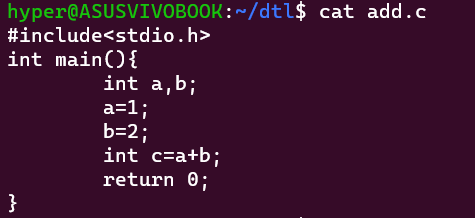 hyper@ASUSVIVOBOOK:~/dtl$ cat add.c
#include<stdio.h>
int main(){
        int a,b;
        a=1;
        b=2;
        int c=a+b;
        return 0;
}